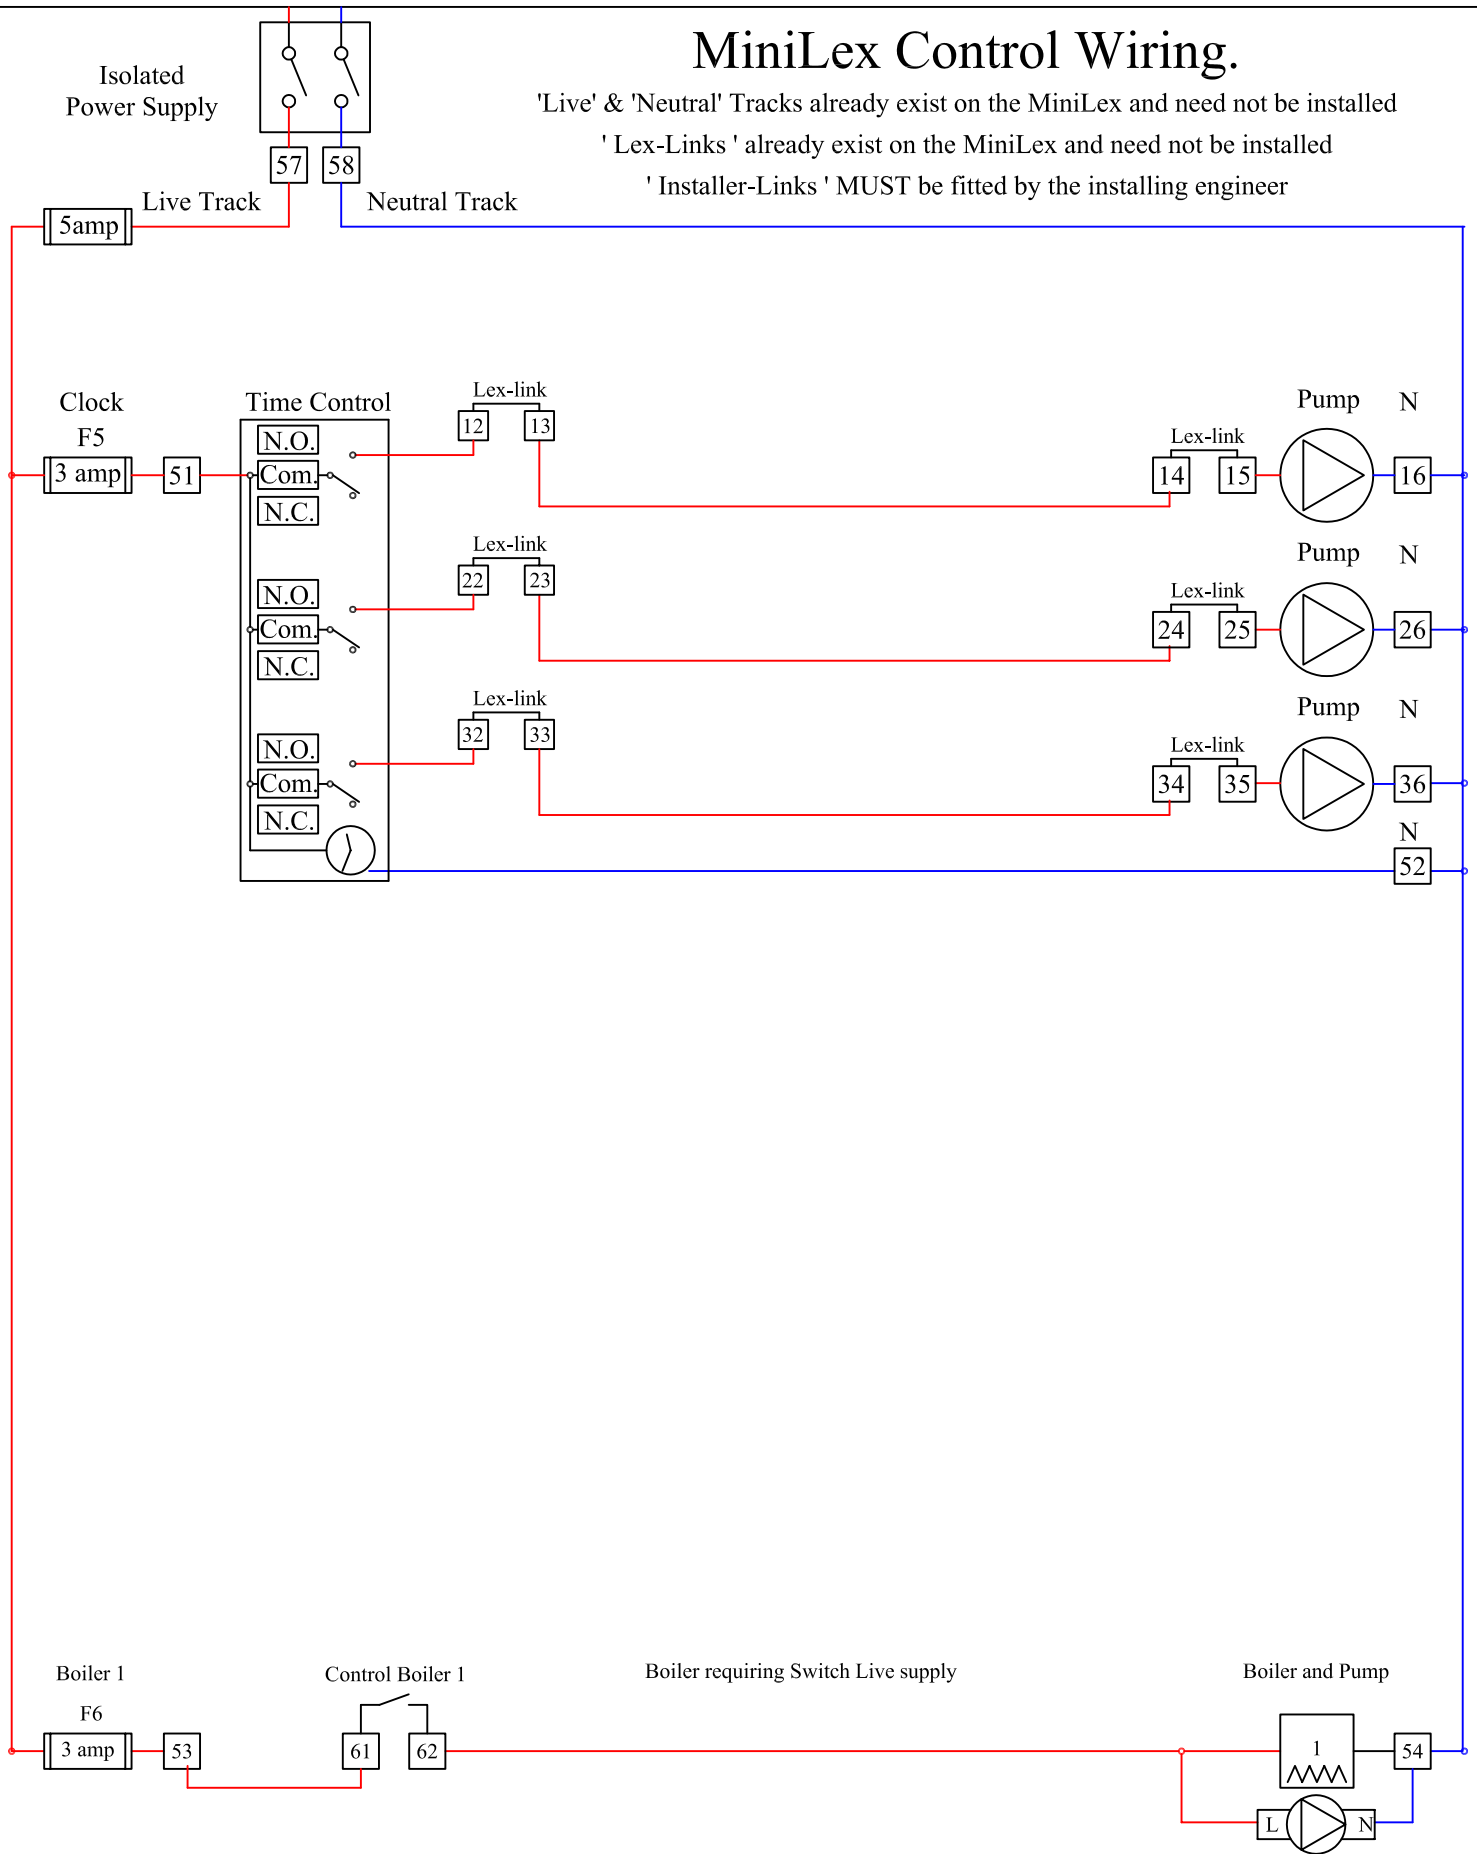 MiniLex Control Wiring.
'Live' & 'Neutral' Tracks already exist on the MiniLex and need not be installed
' Lex-Links ' already exist on the MiniLex and need not be installed
' Installer-Links ' MUST be fitted by the installing engineer
Isolated
Power Supply
57 58
Live Track Neutral Track
5amp
Clock
F5
3 amp 51
Time Control
N.O.
Com.
N.C.
N.O.
Com.
N.C.
N.O.
Com.
N.C.
Lex-link
12 13
Lex-link
14 15
Pump N
16
Lex-link
22 23
Lex-link
24 25
Pump N
26
Lex-link
32 33
Lex-link
34 35
Pump N
36
N
52
Boiler 1
F6
3 amp 53
Control Boiler 1
61 62
Boiler requiring Switch Live supply
Boiler and Pump
1 54
L N